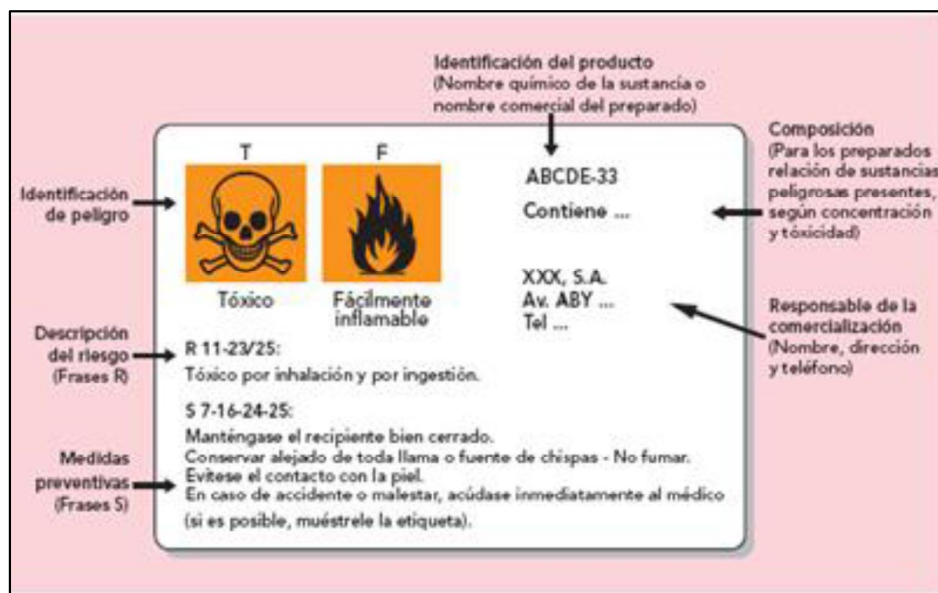 Identificación del producto
(Nombre químico de la sustancia o
nombre comercial del preparado)
Composición
(Para los preparados
relación de sustancias
peligrosas presentes,
según concentración
y tóxicidad)
Identificación
de peligro
T
F
ABCDE-33
Contiene ...
Tóxico
Fácilmente
inflamable
XXX, S.A.
Av. ABY ...
Tel ...
Responsable de la
comercialización
(Nombre, dirección
y teléfono)
Descripción
del riesgo
(Frases R)
R 11-23/25:
Tóxico por inhalación y por ingestión.
S 7-16-24-25:
Manténgase el recipiente bien cerrado.
Conservar alejado de toda llama o fuente de chispas - No fumar.
Evitese el contacto con la piel.
En caso de accidente o malestar, acúdase inmediatamente al médico
(si es posible, muéstrele la etiqueta).
Medidas
preventivas
(Frases S)